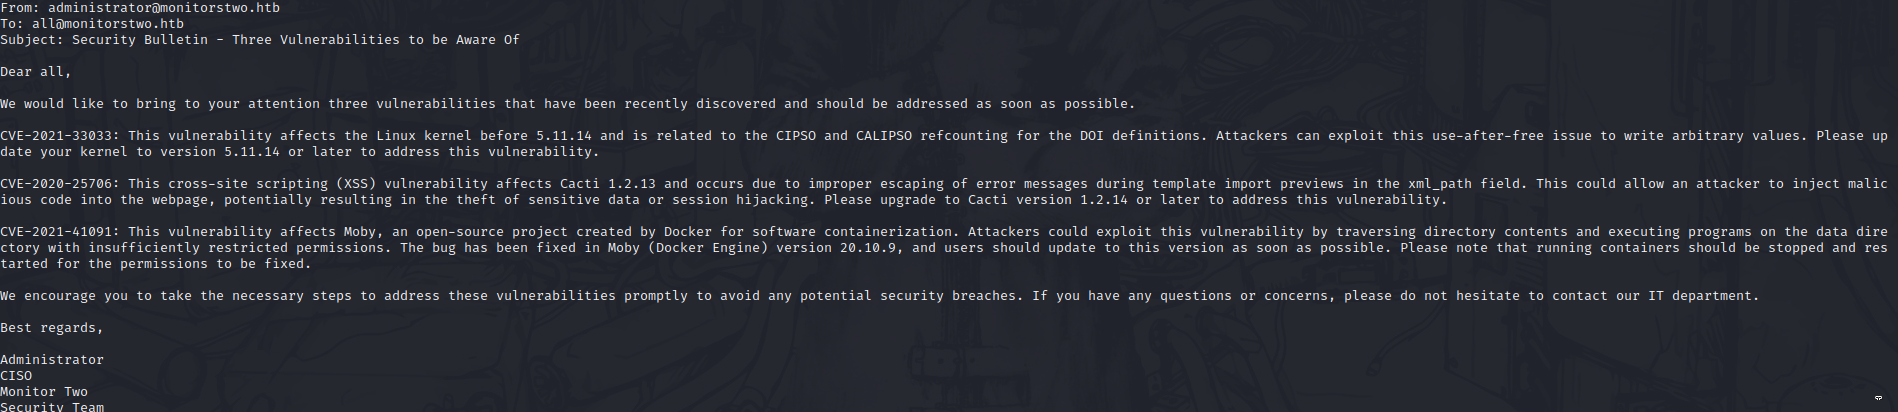 From: administrator@monitorstwo.htb
To: all@monitorstwo.htb
Subject: Security Bulletin - Three Vulnerabilities to be Aware Of
Dear all,
We would like to bring to your attention three vulnerabilities that have been recently discovered and should be addressed as soon as possible.
CVE-2021-33033: This vulnerability affects the Linux kernel before 5.11.14 and is related to the CIPSO and CALIPSO refcounting for the DOI definitions. Attackers can exploit this use-after-free issue to write arbitrary values. Please up
date your kernel to version 5.11.14 or later to address this vulnerability.
CVE-2020-25706: This cross-site scripting (XSS) vulnerability affects Cacti 1.2.13 and occurs due to improper escaping of error messages during template import previews in the xml_path field. This could allow an attacker to inject malic
ious code into the webpage, potentially resulting in the theft of sensitive data or session hijacking. Please upgrade to Cacti version 1.2.14 or later to address this vulnerability.
CVE-2021-41091: This vulnerability affects Moby, an open-source project created by Docker for software containerization. Attackers could exploit this vulnerability by traversing directory contents and executing programs on the data dire
ctory with insufficiently restricted permissions. The bug has been fixed in Moby (Docker Engine) version 20.10.9, and users should update to this version as soon as possible. Please note that running containers should be stopped and res
tarted for the permissions to be fixed.
We encourage you to take the necessary steps to address these vulnerabilities promptly to avoid any potential security breaches. If you have any questions or concerns, please do not hesitate to contact our IT department.
Best regards,
Administrator
CISO
Monitor Two
Security Team